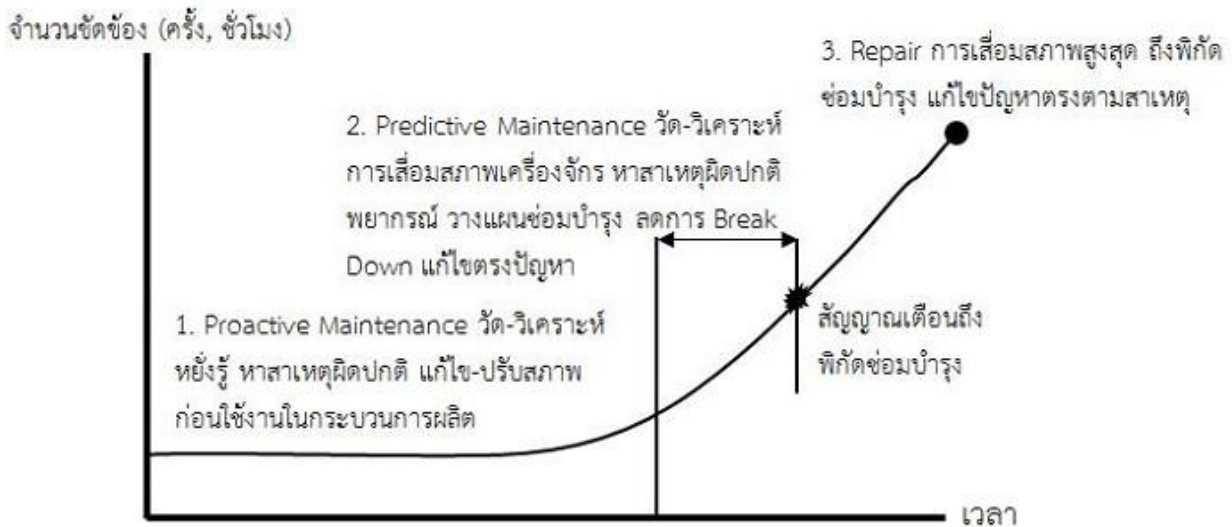 จำนวนขัดข้อง (ครั้ง, ชั่วโมง)
3. Repair การเสื่อมสภาพสูงสุด ถึงพิกัด
ซ่อมบำรุง แก้ไขปัญหาตรงตามสาเหตุ
2. Predictive Maintenance วัด-วิเคราะห์
การเสื่อมสภาพเครื่องจักร หาสาเหตุผิดปกติ
พยากรณ์ วางแผนซ่อมบำรุง ลดการ Break
Down แก้ไขตรงปัญหา
1. Proactive Maintenance วัด-วิเคราะห์
หยั่งรู้ หาสาเหตุผิดปกติ แก้ไข-ปรับสภาพ
ก่อนใช้งานในกระบวนการผลิต
สัญญาณเตือนถึง
พิกัดซ่อมบำรุง
เวลา